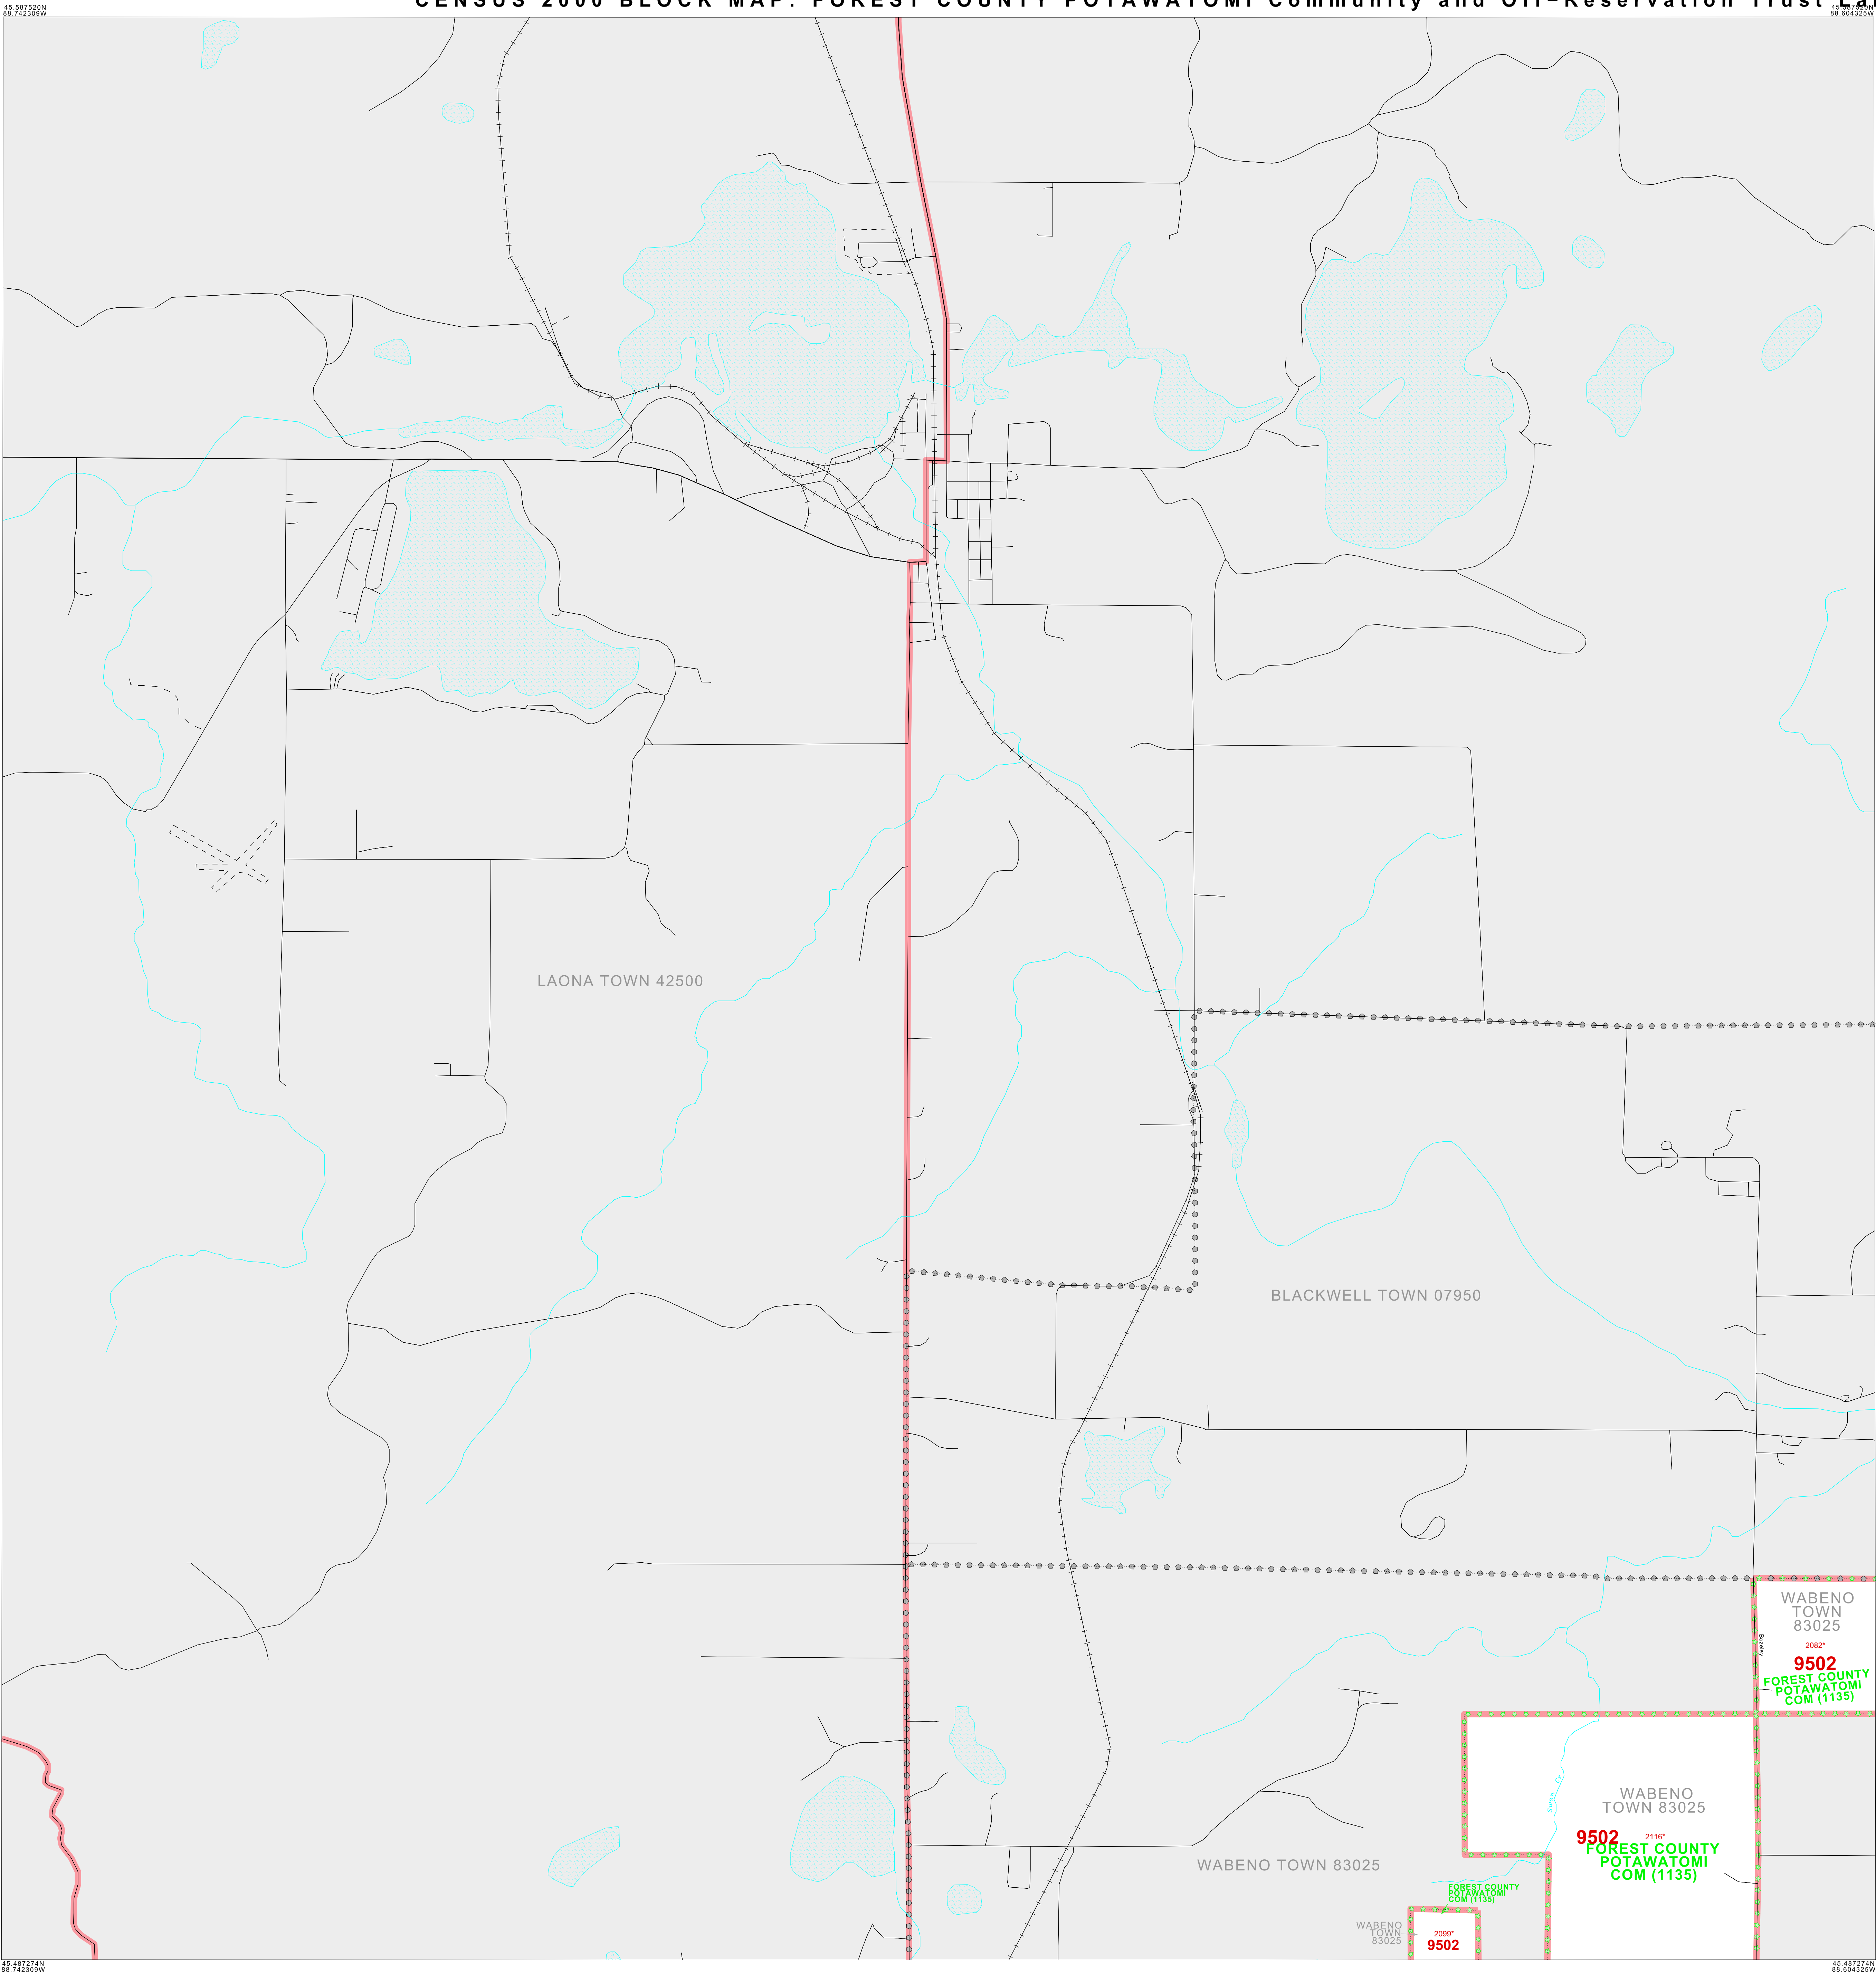 45.587520N
88.742309W
CENSUS 2000 BLOCK MAP: FOREST COUNTY POTAWATOMI Community and Off-Reservation Trust
88.604325W
LAONA TOWN 42500
BLACKWELL TOWN 07950
WABENO
TOWN
83025
2082*
Bozeley
9502
FOREST COUNTY
POTAWATOMI
COM (1135)
WABENO
TOWN 83025
9502
2116*
FOREST COUNTY
POTAWATOMI
COM (1135)
WABENO TOWN 83025
FOREST COUNTY
POTAWATOMI
COM (1135)
WABENO
TOWN
83025
2099*
9502
45.487274N
88.742309W
45.487274N
88.604325W